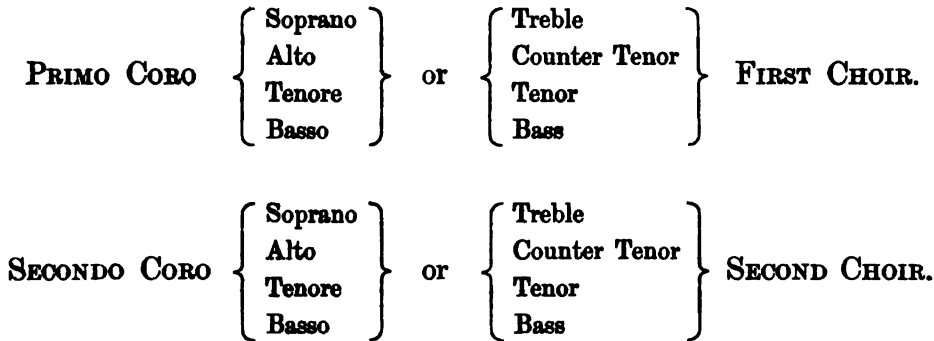 Soprano Treble
Alto Counter Tenor
PRIMO CORO or FIRST CHOIR.
Tenore Tenor
Basso Bass
Soprano Treble
Alto Counter Tenor
SECONDO CORO or SECOND CHOIR.
Tenore Tenor
Basso Bass